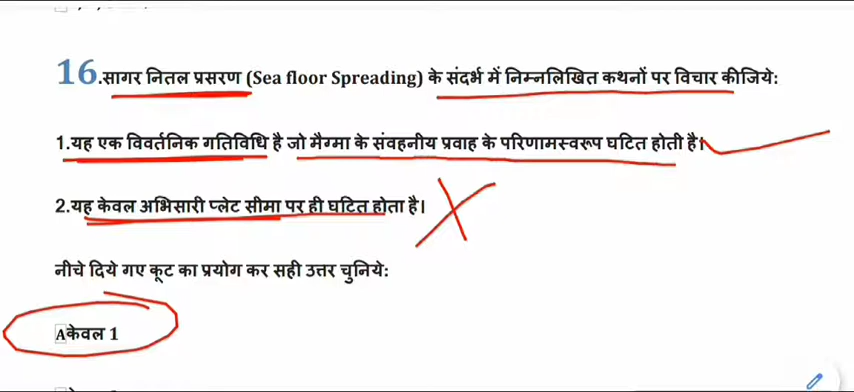 16.सागर नितल प्रसरण (Sea floor Spreading) के संदर्भ में निम्नलिखित कथनों पर विचार कीजिये:
1.यह एक विवर्तनिक गतिविधि है जो मैग्मा के संवहनीय प्रवाह के परिणामस्वरूप घटित होती है।
2.यह केवल अभिसारी प्लेट सीमा पर ही घटित होता है।
नीचे दिये गए कूट का प्रयोग कर सही उत्तर चुनिये:
Aकेवल 1